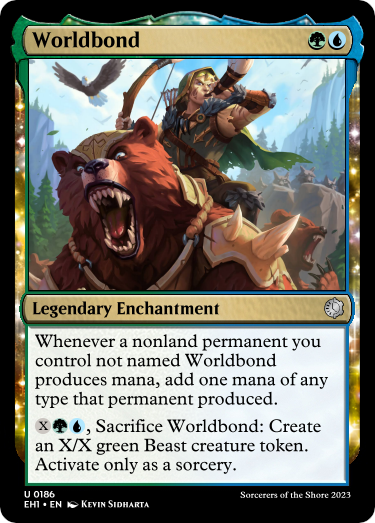 Worldbond
Legendary Enchantment
Whenever a nonland permanent you
control not named Worldbond
produces mana, add one mana of any
type that permanent produced.
X, Sacrifice Worldbond: Create
an X/X green Beast creature token.
Activate only as a sorcery.
U 0186
EH1 • EN Kevin Sidharta
Sorcerers of the Shore 2023